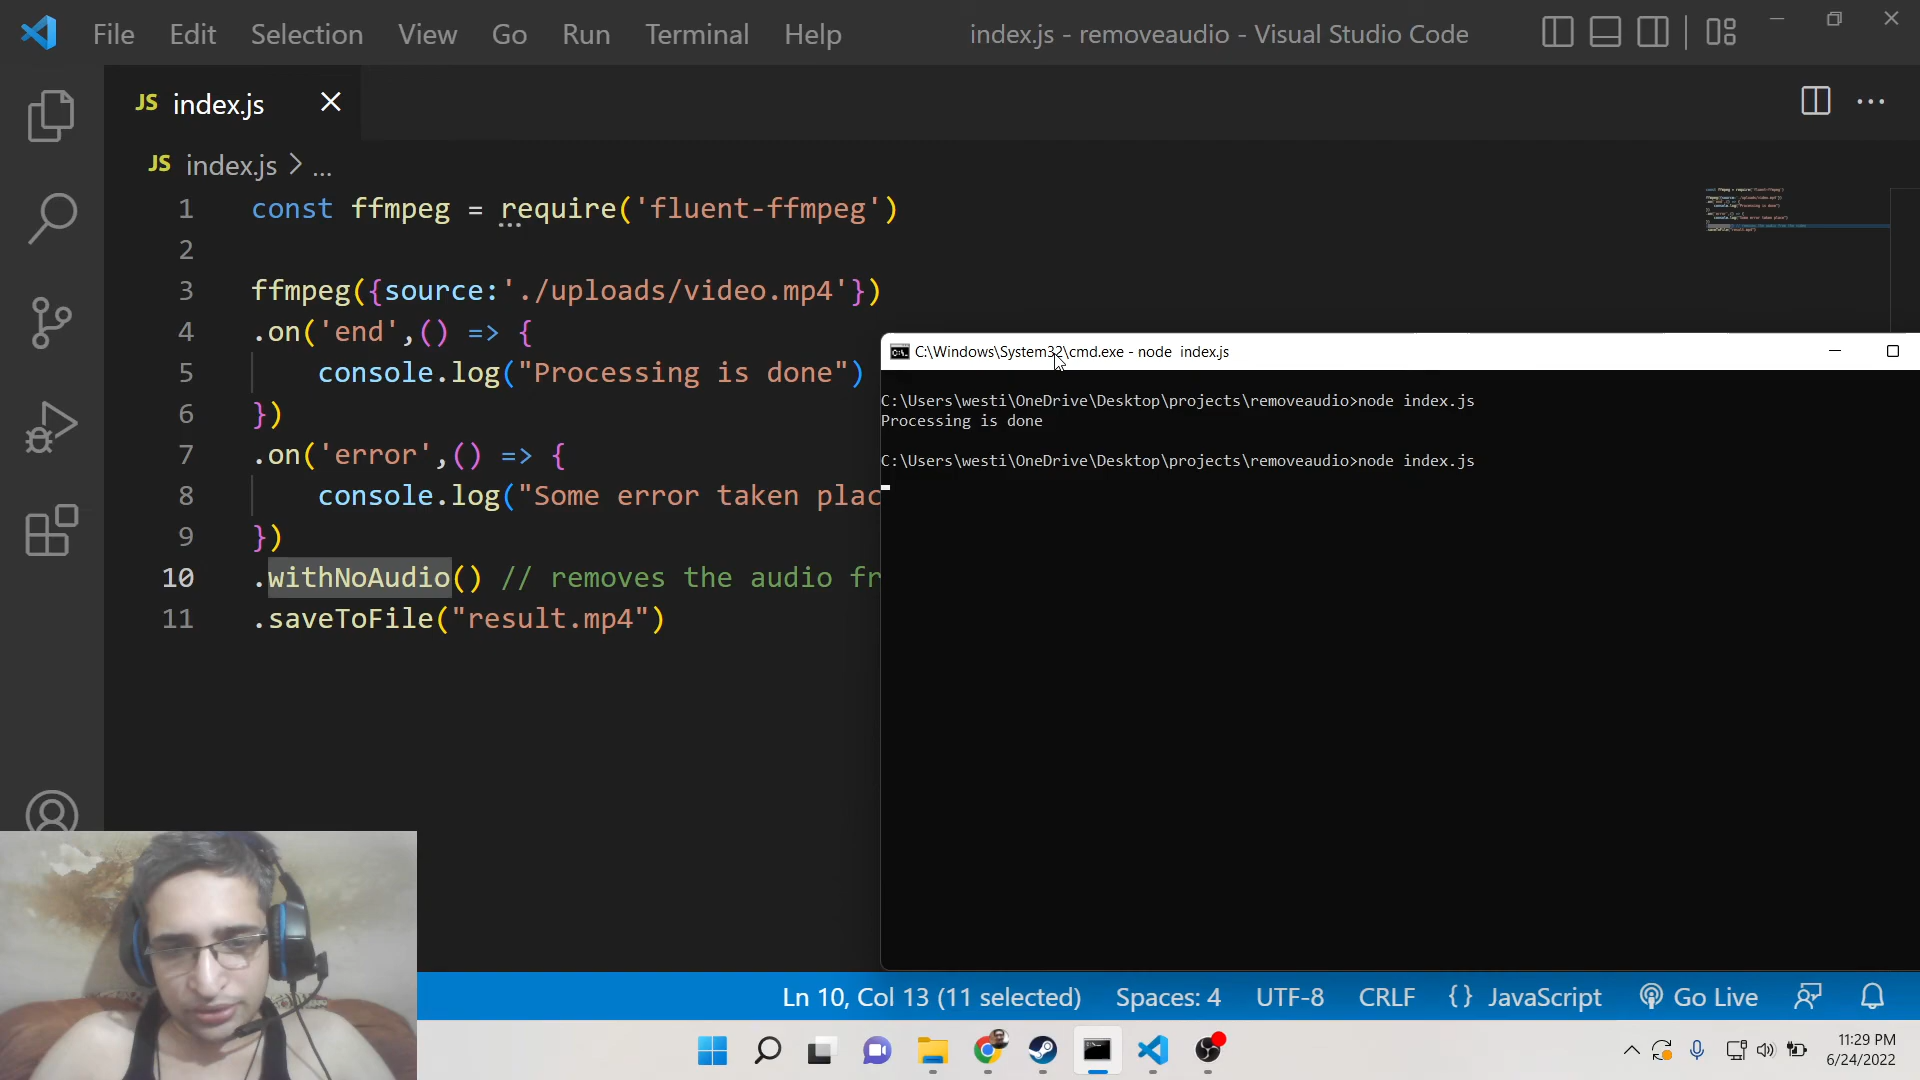 File Edit Selection View Go Run Terminal Help index.js - removeaudio - Visual Studio Code
JS index.js
JS index.js > ...
1 const ffmpeg = require('fluent-ffmpeg')
2
3 ffmpeg({source:'./uploads/video.mp4'})
4 .on('end',() => {
5 console.log("Processing is done")
6 })
7 .on('error',() => {
8 console.log("Some error taken plac
9 })
10 .withNoAudio() // removes the audio fr
11 .saveToFile("result.mp4")
C:\Windows\System32\cmd.exe - node index.js
C:\Users\westi\OneDrive\Desktop\projects\removeaudio>node index.js
Processing is done
C:\Users\westi\OneDrive\Desktop\projects\removeaudio>node index.js
Ln 10, Col 13 (11 selected) Spaces: 4 UTF-8 CRLF {} JavaScript Go Live
11:29 PM
6/24/2022